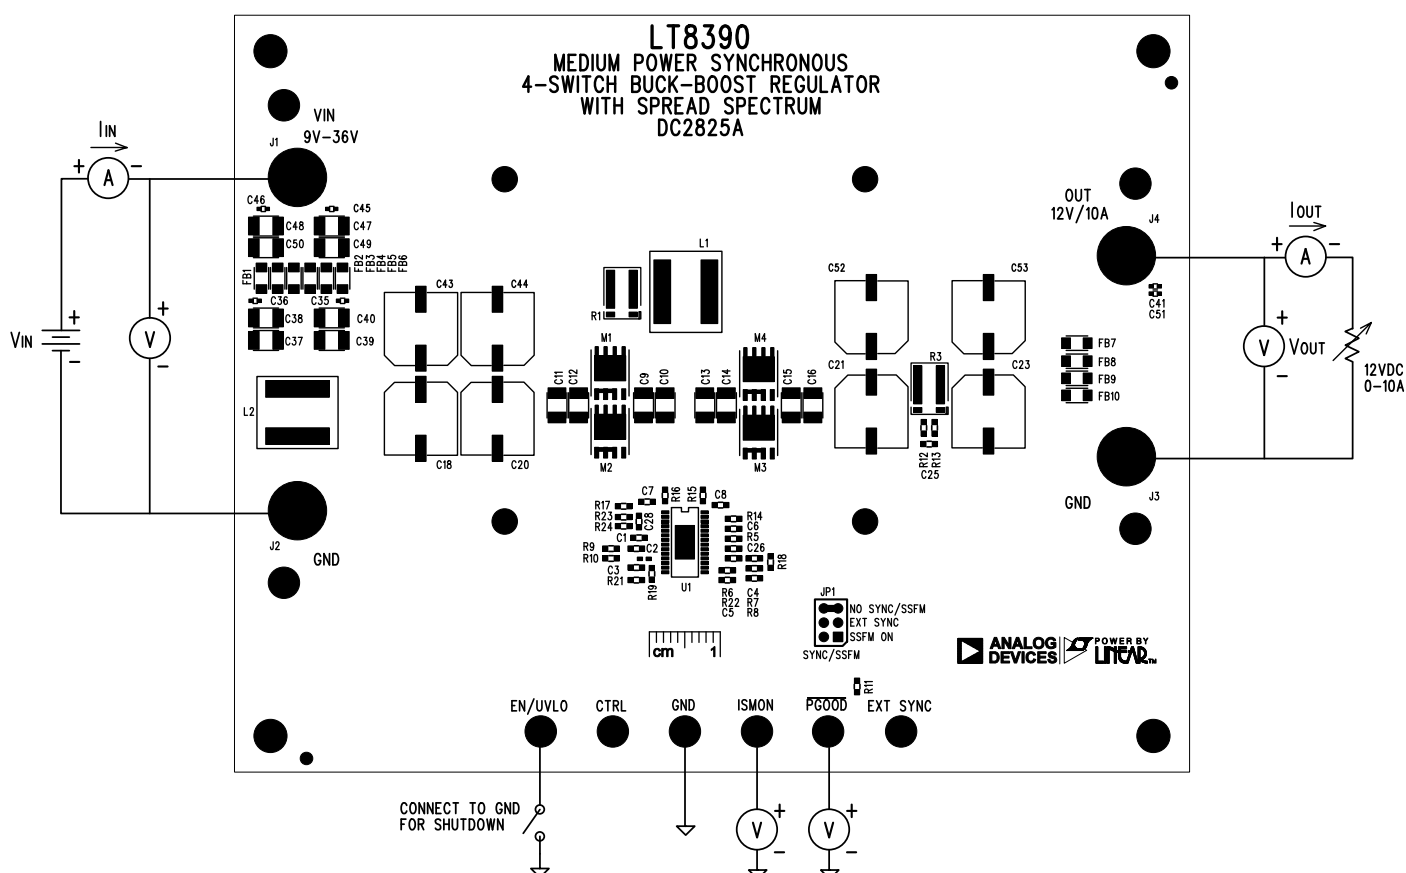 LT8390
MEDIUM POWER SYNCHRONOUS
4-SWITCH BUCK-BOOST REGULATOR
WITH SPREAD SPECTRUM
DC2825A
VIN
9V-36V
J1
IIN
+ A -
VIN
+
-
+
V
-
C46
C45
C48
C47
C50
C49
FB1
FB2
FB3
FB4
FB5
FB6
C36
C35
C38
C40
C37
C39
L2
J2
GND
C43
C44
C18
C20
R1
L1
M1
M4
C11
C12
C9
C10
C13
C14
C15
C16
M2
M3
C52
C53
C21
R3
C23
R12
R13
C25
OUT
12V/10A
J4
C41
C51
FB7
FB8
FB9
FB10
J3
GND
IOUT
+ A -
+
V
-
VOUT
12VDC
0-10A
C7
R16
R15
C8
R17
R23
R24
C28
C1
R9
C2
R10
C3
R21
R19
U1
R14
C6
R5
C26
R18
R6
C4
R22
R7
C5
R8
JP1
NO SYNC/SSFM
EXT SYNC
SSFM ON
SYNC/SSFM
cm 1
ANALOG
DEVICES
POWER BY
LINEAR™
R11
EN/UVLO
CTRL
GND
ISMON
PGOOD
EXT SYNC
CONNECT TO GND
FOR SHUTDOWN
+
V
-
+
V
-